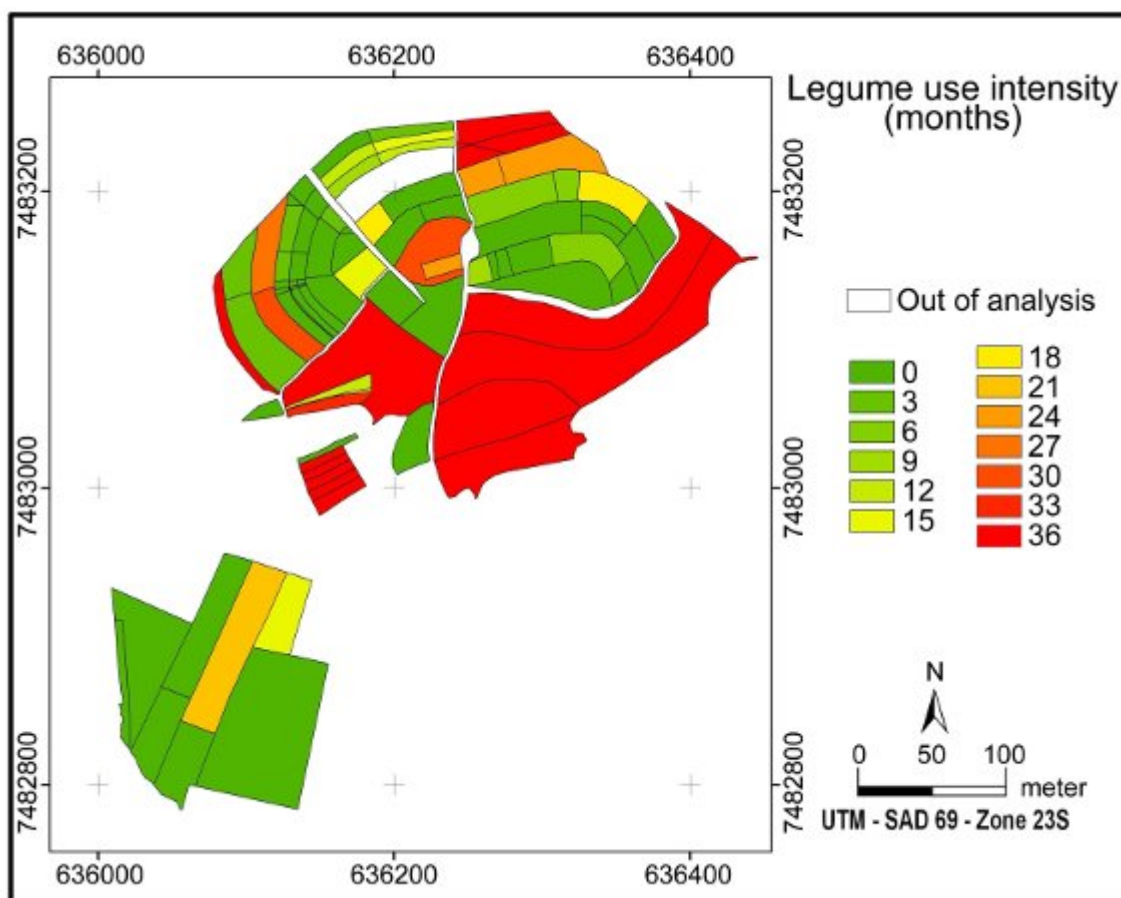 636000 636200 636400
Legume use intensity
(months)
7483200 7483200
Out of analysis
0 18
3 21
6 24
9 27
12 30
15 33
36
7483000 7483000
N
0 50 100
meter
UTM - SAD 69 - Zone 23S
7482800 7482800
636000 636200 636400